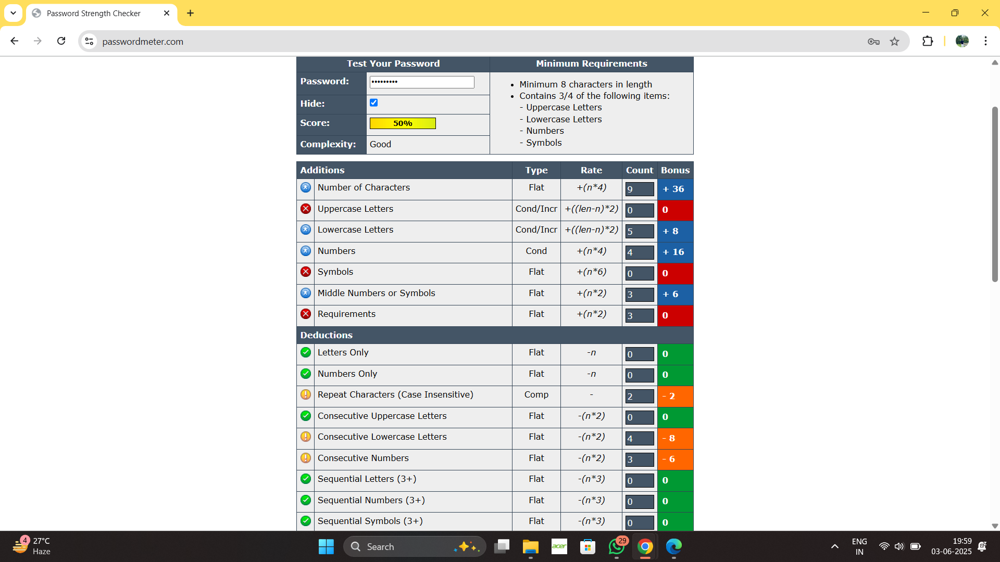 Password Strength Checker
passwordmeter.com
Test Your Password Minimum Requirements
Password: •••••••••
Hide:
Score: 50%
Complexity: Good
• Minimum 8 characters in length
• Contains 3/4 of the following items:
- Uppercase Letters
- Lowercase Letters
- Numbers
- Symbols
Additions Type Rate Count Bonus
Number of Characters Flat +(n*4) 9 + 36
Uppercase Letters Cond/Incr +((len-n)*2) 0 0
Lowercase Letters Cond/Incr +((len-n)*2) 5 + 8
Numbers Cond +(n*4) 4 + 16
Symbols Flat +(n*6) 0 0
Middle Numbers or Symbols Flat +(n*2) 3 + 6
Requirements Flat +(n*2) 3 0
Deductions
Letters Only Flat -n 0 0
Numbers Only Flat -n 0 0
Repeat Characters (Case Insensitive) Comp - 2 - 2
Consecutive Uppercase Letters Flat -(n*2) 0 0
Consecutive Lowercase Letters Flat -(n*2) 4 - 8
Consecutive Numbers Flat -(n*2) 3 - 6
Sequential Letters (3+) Flat -(n*3) 0 0
Sequential Numbers (3+) Flat -(n*3) 0 0
Sequential Symbols (3+) Flat -(n*3) 0 0
4 27°C
Haze
Search
acer
29
ENG
IN
19:59
03-06-2025